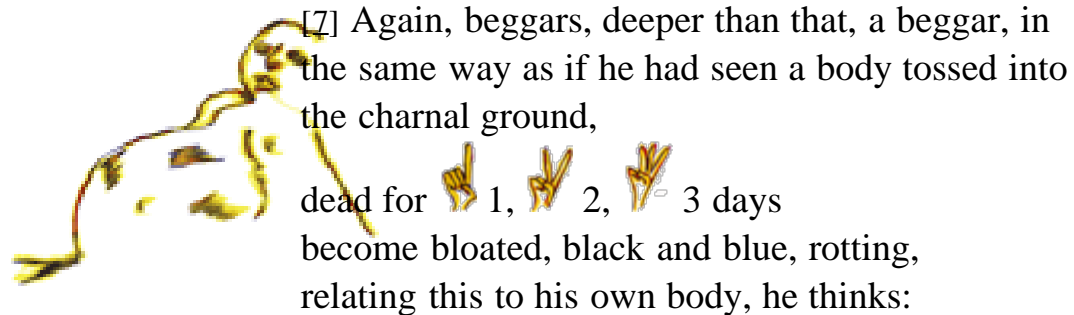 [7] Again, beggars, deeper than that, a beggar, in
the same way as if he had seen a body tossed into
the charnal ground,
dead for 1, 2, 3 days
become bloated, black and blue, rotting,
relating this to his own body, he thinks: